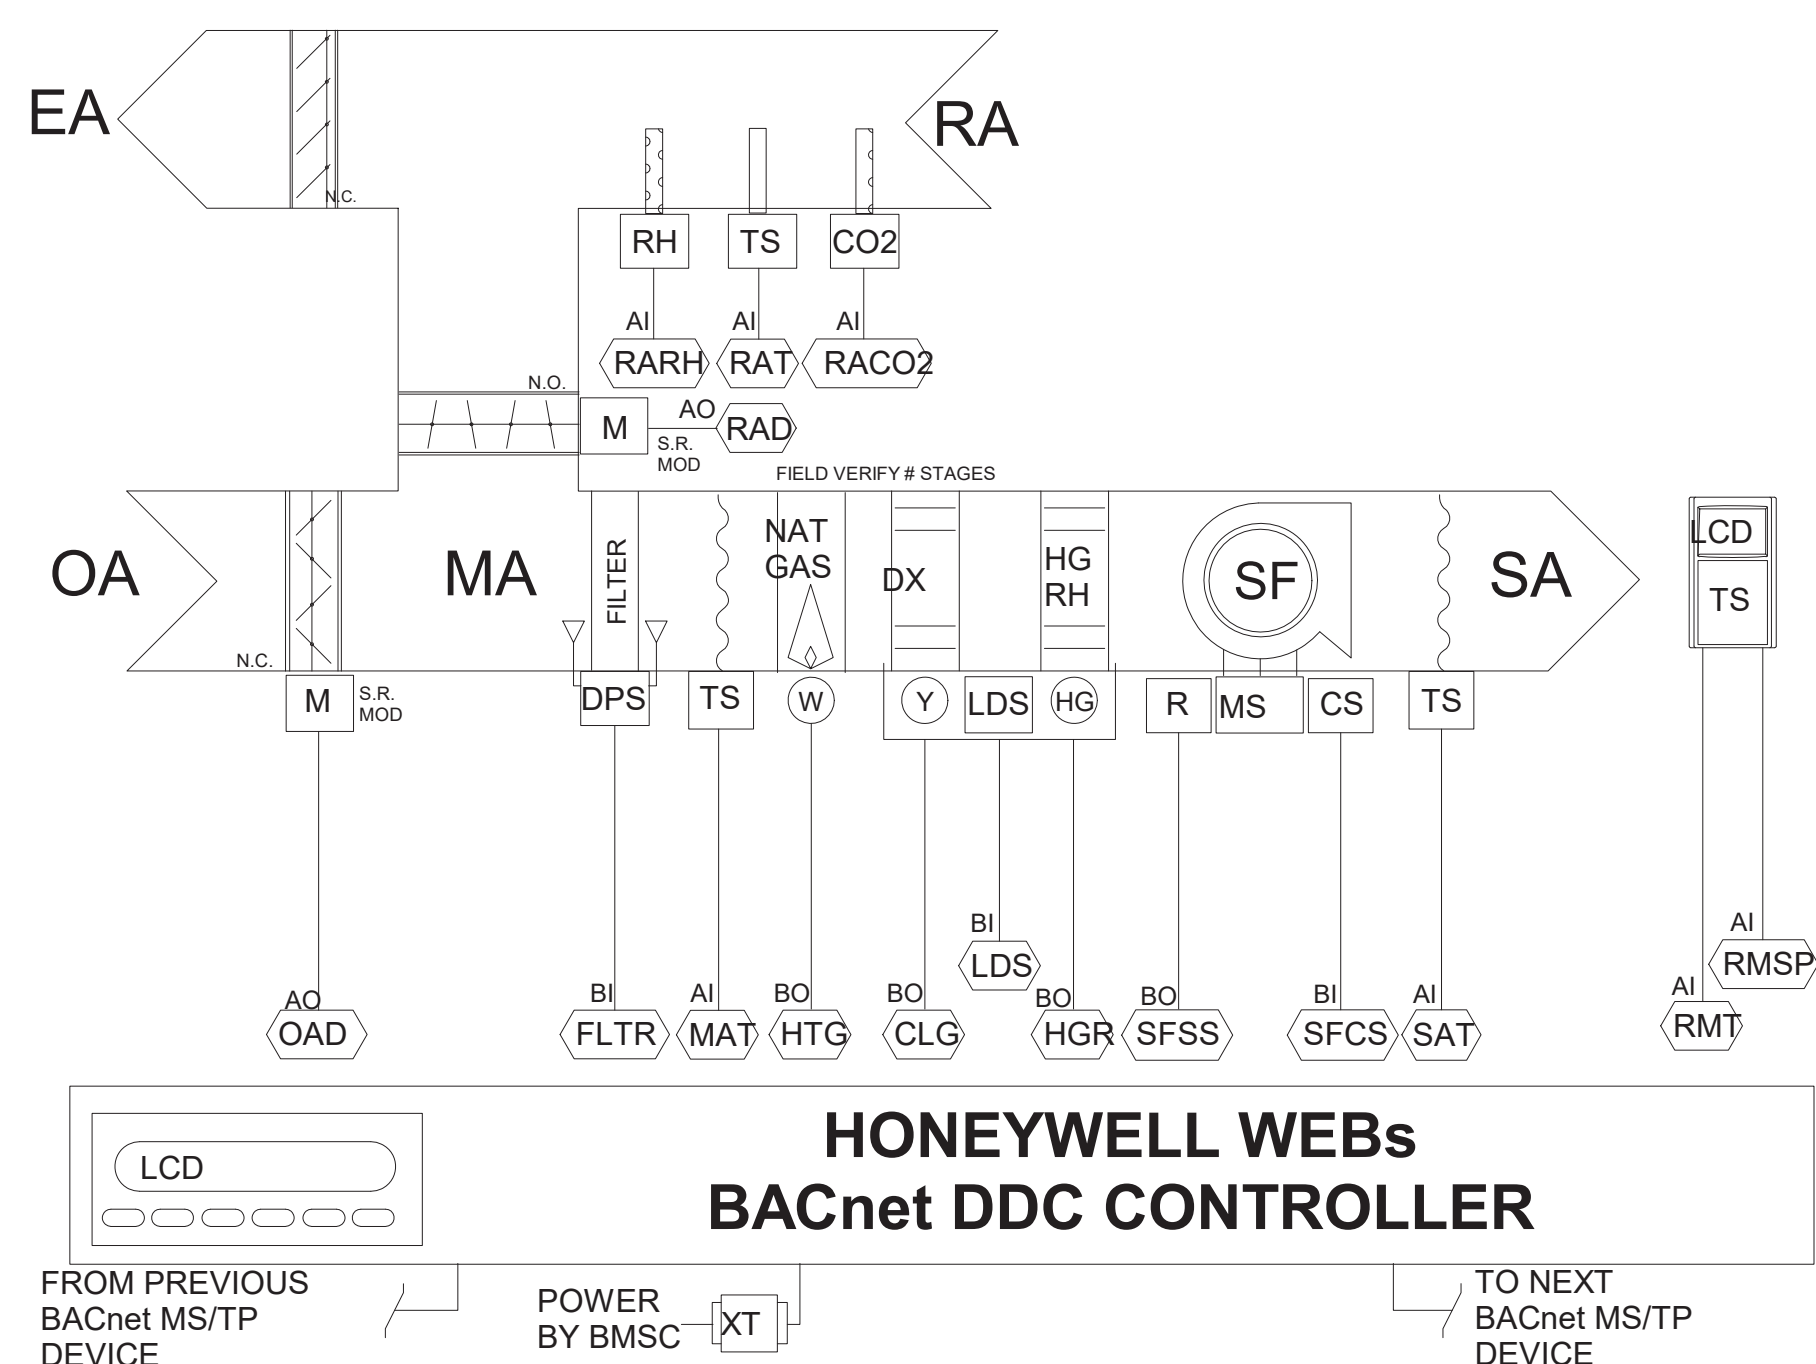 EA
RA
N.C.
RH
TS
CO2
AI
AI
AI
RARH
RAT
RACO2
N.O.
M
AO
RAD
S.R.
MOD
FIELD VERIFY # STAGES
OA
MA
FILTER
NAT
GAS
DX
HG
RH
SF
SA
LCD
TS
N.C.
M
S.R.
MOD
DPS
TS
W
Y
LDS
HG
R
MS
CS
TS
BI
LDS
AI
RMSP
AO
BI
AI
BO
BO
BO
BO
BI
AI
AI
OAD
FLTR
MAT
HTG
CLG
HGR
SFSS
SFCS
SAT
RMT
HONEYWELL WEBs
BACnet DDC CONTROLLER
LCD
FROM PREVIOUS
BACnet MS/TP
DEVICE
POWER
BY BMSC
XT
TO NEXT
BACnet MS/TP
DEVICE